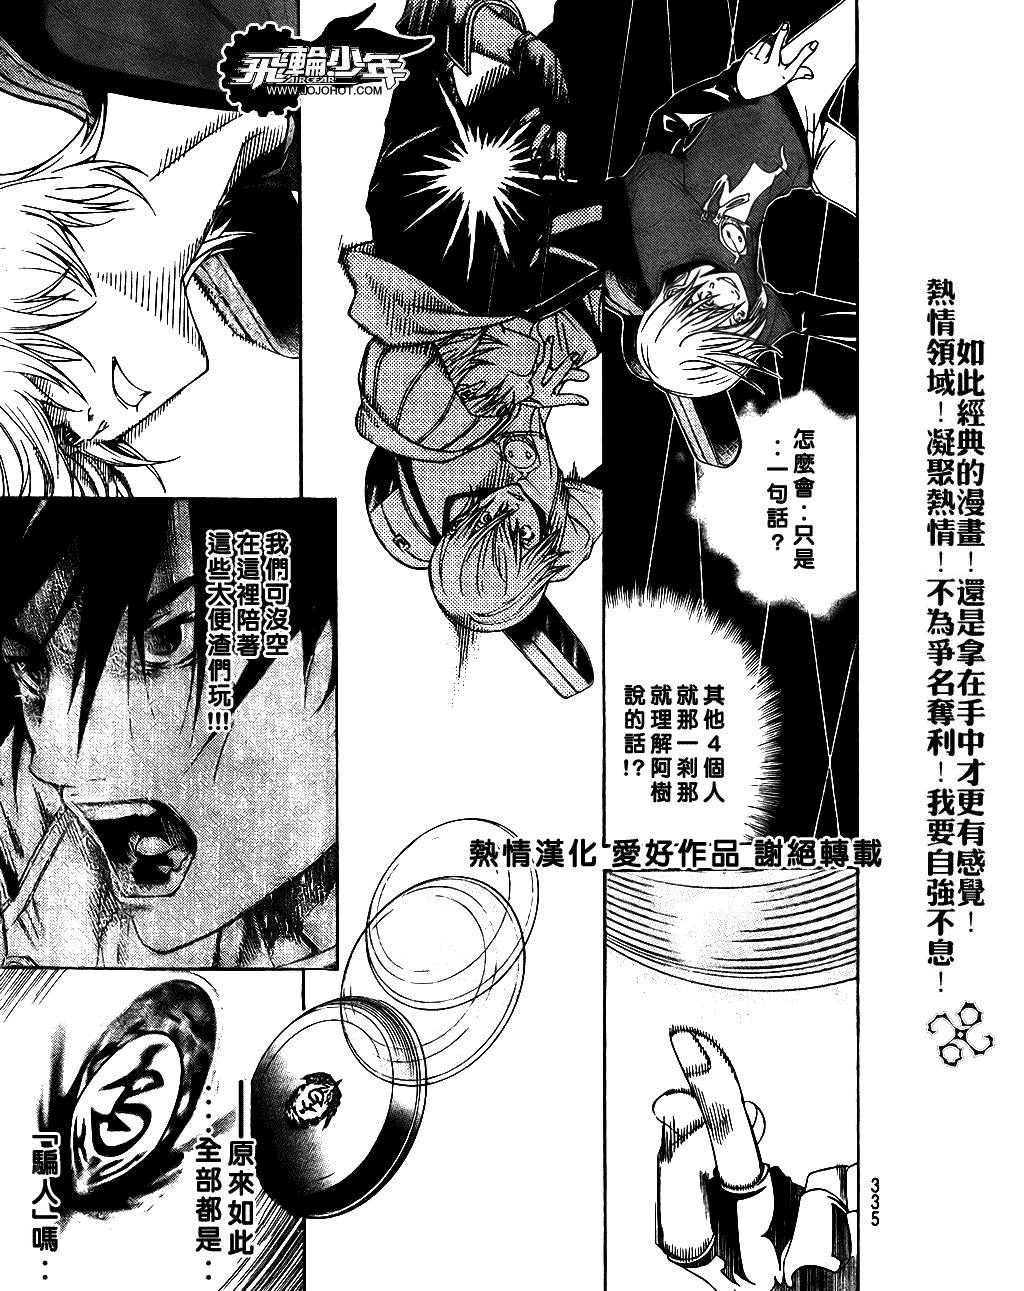 飛輪少年
AIR GEAR
WWW.JOJOHOT.COM
如此經典的漫畫！還是拿在手中才更有感覺！
熱情領域！凝聚熱情！不為爭名奪利！我要自強不息！
怎麼會‥只是
‥一句話？
其他４個人
就那一剎那
就理解阿樹
說的話!?
我們可沒空
在這裡陪著
這些大便渣們玩!!!
熱情漢化 愛好作品 謝絕轉載
335
——原來如此
‥‥‥全部都是‥
「騙人」嗎‥